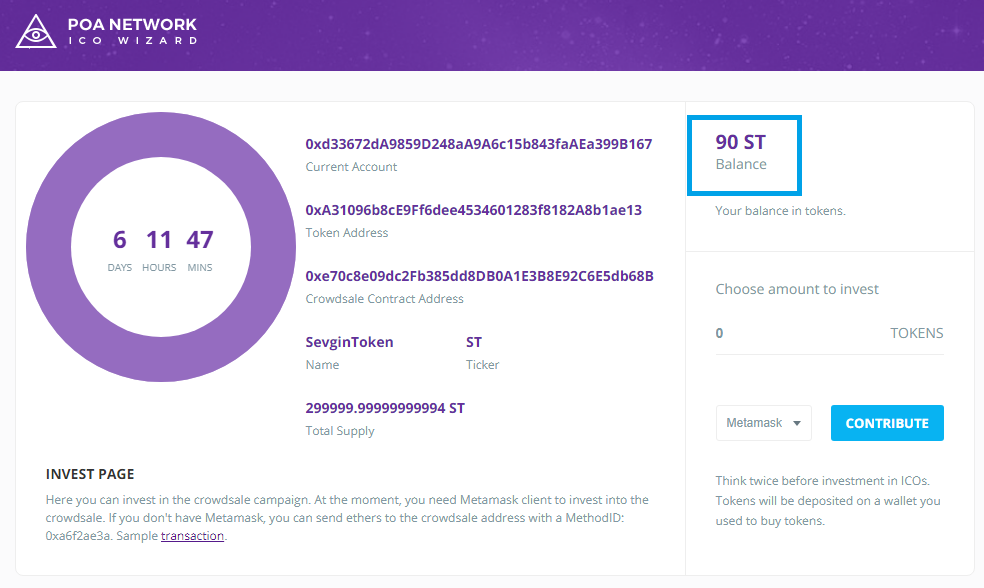 POA NETWORK
ICO WIZARD
6 11 47
DAYS HOURS MINS
0xd33672dA9859D248aA9A6c15b843faAEa399B167
Current Account
0xA31096b8cE9Ff6dee4534601283f8182A8b1ae13
Token Address
0xe70c8e09dc2Fb385dd8DB0A1E3B8E92C6E5db68B
Crowdsale Contract Address
SevginToken ST
Name Ticker
299999.99999999994 ST
Total Supply
INVEST PAGE
Here you can invest in the crowdsale campaign. At the moment, you need Metamask client to invest into the
crowdsale. If you don't have Metamask, you can send ethers to the crowdsale address with a MethodID:
0xa6f2ae3a. Sample transaction.
90 ST
Balance
Your balance in tokens.
Choose amount to invest
0 TOKENS
Metamask CONTRIBUTE
Think twice before investment in ICOs.
Tokens will be deposited on a wallet you
used to buy tokens.